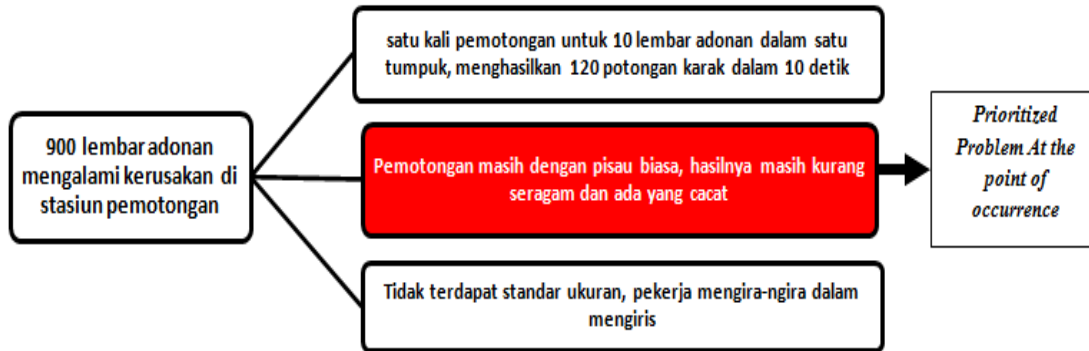 satu kali pemotongan untuk 10 lembar adonan dalam satu
tumpuk, menghasilkan 120 potongan karak dalam 10 detik
900 lembar adonan
mengalami kerusakan di
stasiun pemotongan
Pemotongan masih dengan pisau biasa, hasilnya masih kurang
seragam dan ada yang cacat
Prioritized
Problem At the
point of
occurrence
Tidak terdapat standar ukuran, pekerja mengira-ngira dalam
mengiris